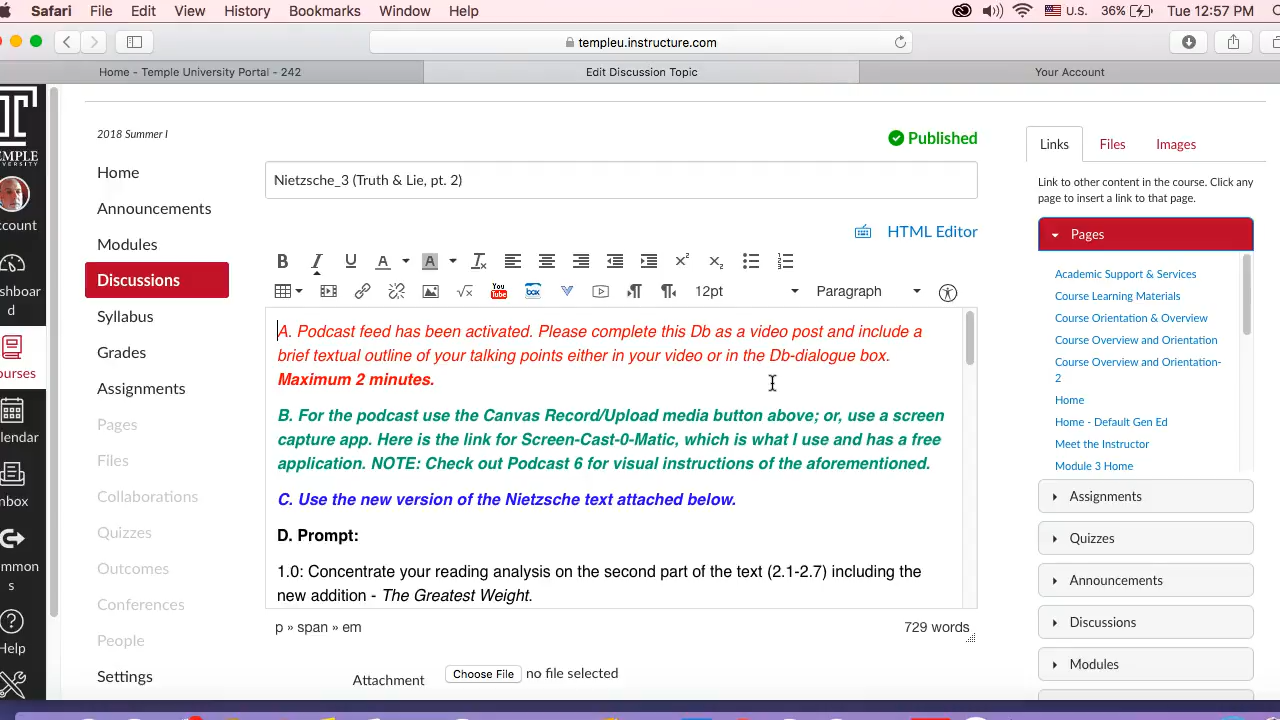 Safari File Edit View History Bookmarks Window Help U.S. 36% Tue 12:57 PM
templeu.instructure.com
Home - Temple University Portal - 242 Edit Discussion Topic Your Account
TEMPLE
UNIVERSITY
ccount
shboar
d
ourses
lendar
nbox
mmon
s
Help
2018 Summer I
Home
Announcements
Modules
Discussions
Syllabus
Grades
Assignments
Pages
Files
Collaborations
Quizzes
Outcomes
Conferences
People
Settings
Published
Nietzsche_3 (Truth & Lie, pt. 2)
HTML Editor
B I U A A
12pt Paragraph
A. Podcast feed has been activated. Please complete this Db as a video post and include a
brief textual outline of your talking points either in your video or in the Db-dialogue box.
Maximum 2 minutes.
B. For the podcast use the Canvas Record/Upload media button above; or, use a screen
capture app. Here is the link for Screen-Cast-0-Matic, which is what I use and has a free
application. NOTE: Check out Podcast 6 for visual instructions of the aforementioned.
C. Use the new version of the Nietzsche text attached below.
D. Prompt:
1.0: Concentrate your reading analysis on the second part of the text (2.1-2.7) including the
new addition - The Greatest Weight.
p » span » em 729 words
Attachment Choose File no file selected
Links Files Images
Link to other content in the course. Click any
page to insert a link to that page.
Pages
Academic Support & Services
Course Learning Materials
Course Orientation & Overview
Course Overview and Orientation
Course Overview and Orientation-
2
Home
Home - Default Gen Ed
Meet the Instructor
Module 3 Home
Assignments
Quizzes
Announcements
Discussions
Modules